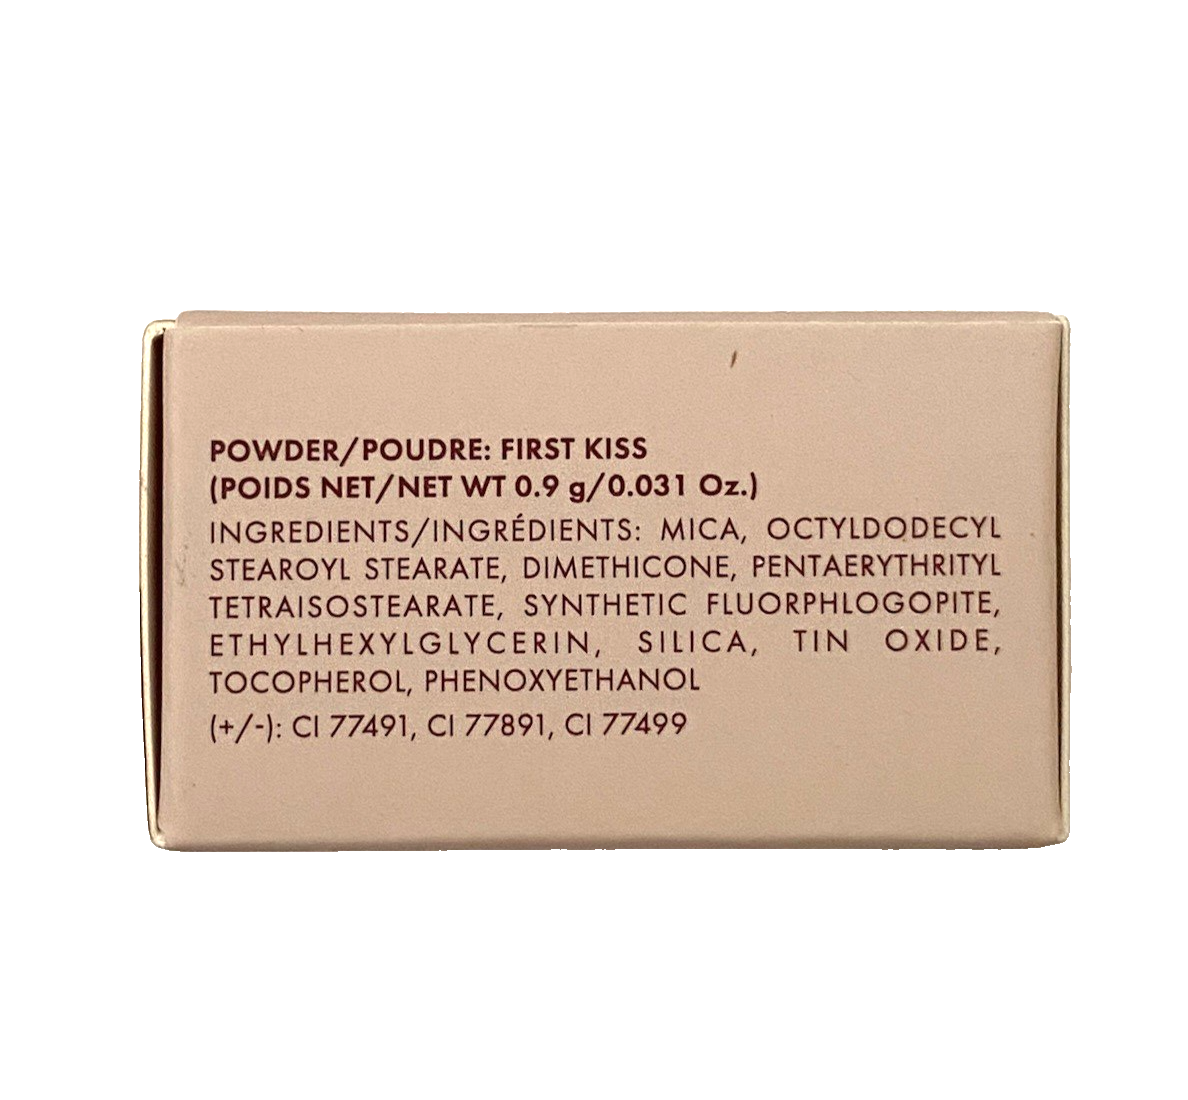 POWDER/POUDRE: FIRST KISS
(POIDS NET/NET WT 0.9 g/0.031 Oz.)
INGREDIENTS/INGRÉDIENTS: MICA, OCTYLDODECYL
STEAROYL STEARATE, DIMETHICONE, PENTAERYTHRITYL
TETRAISOSTEARATE, SYNTHETIC FLUORPHLOGOPITE,
ETHYLHEXYLGLYCERIN, SILICA, TIN OXIDE,
TOCOPHEROL, PHENOXYETHANOL
(+/-): CI 77491, CI 77891, CI 77499